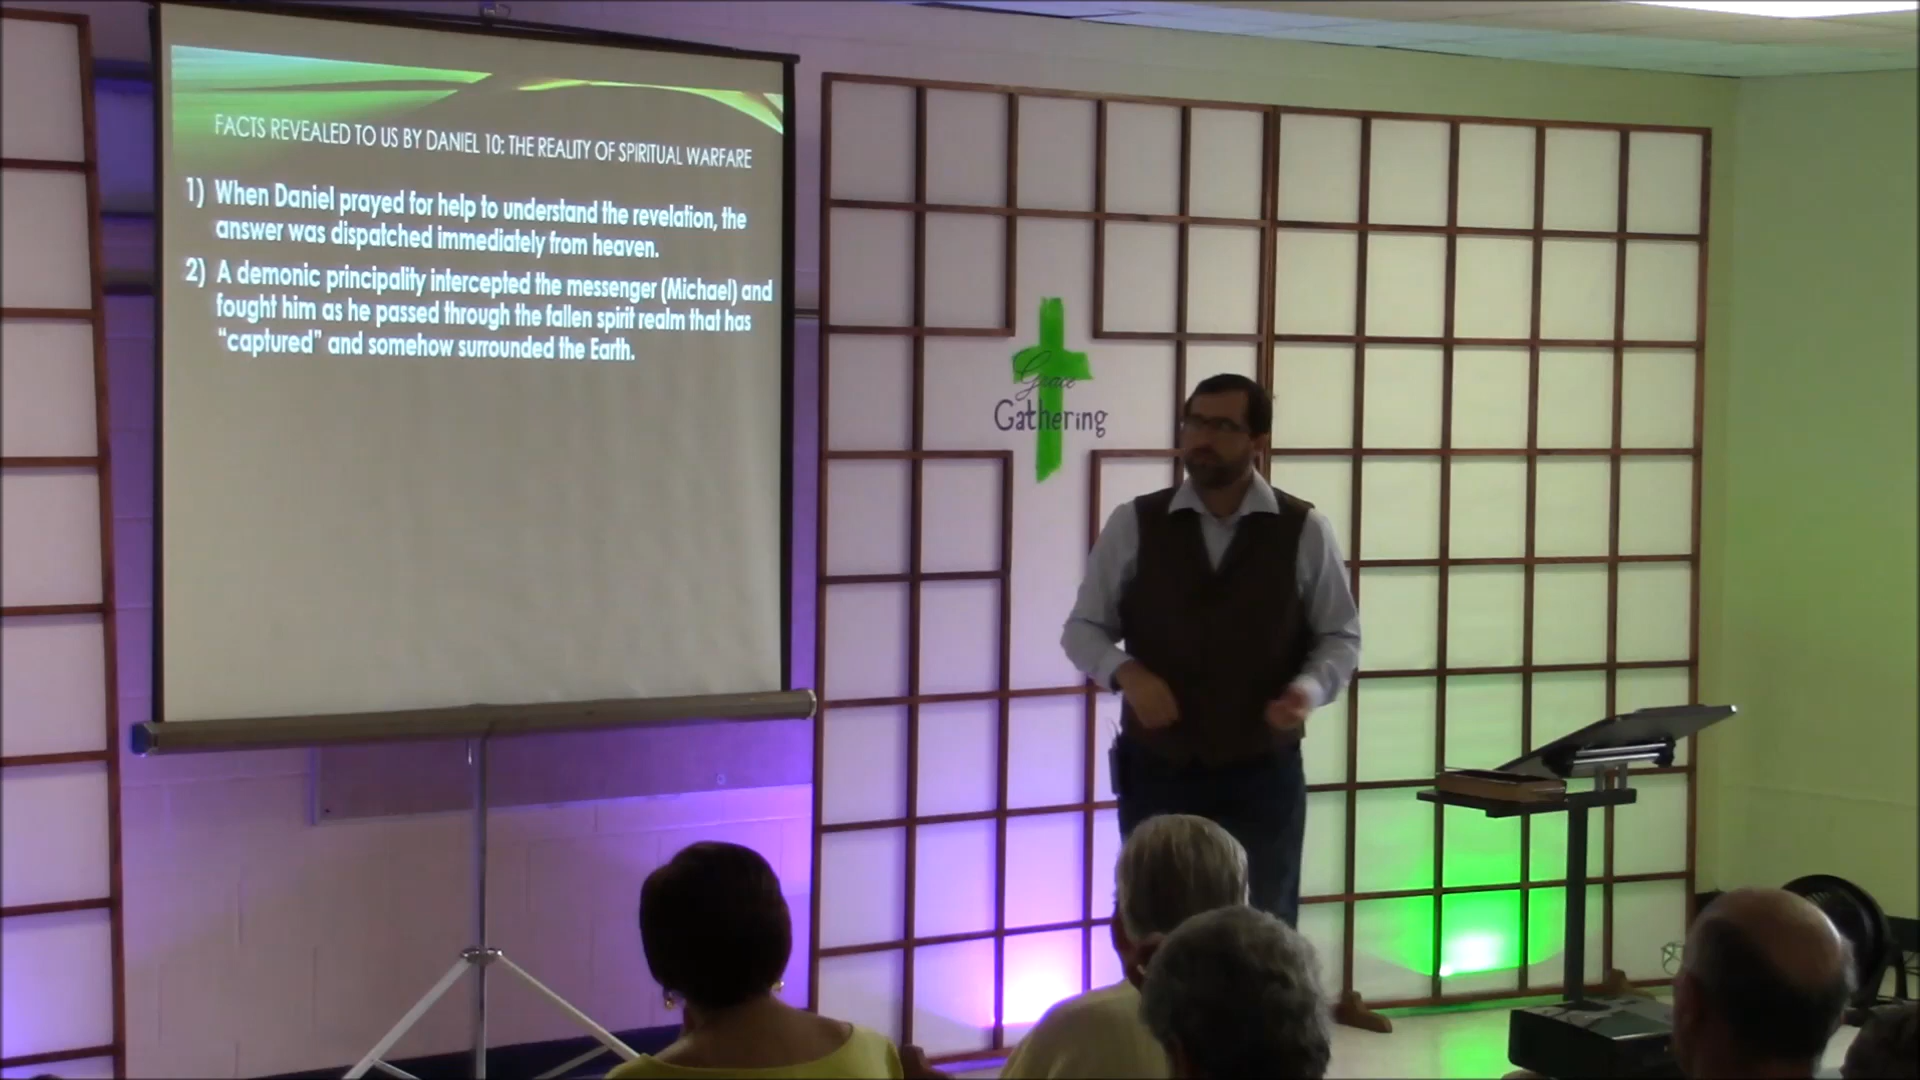 FACTS REVEALED TO US BY DANIEL 10: THE REALITY OF SPIRITUAL WARFARE
1) When Daniel prayed for help to understand the revelation, the
answer was dispatched immediately from heaven.
2) A demonic principality intercepted the messenger (Michael) and
fought him as he passed through the fallen spirit realm that has
“captured” and somehow surrounded the Earth.
Grace
Gathering